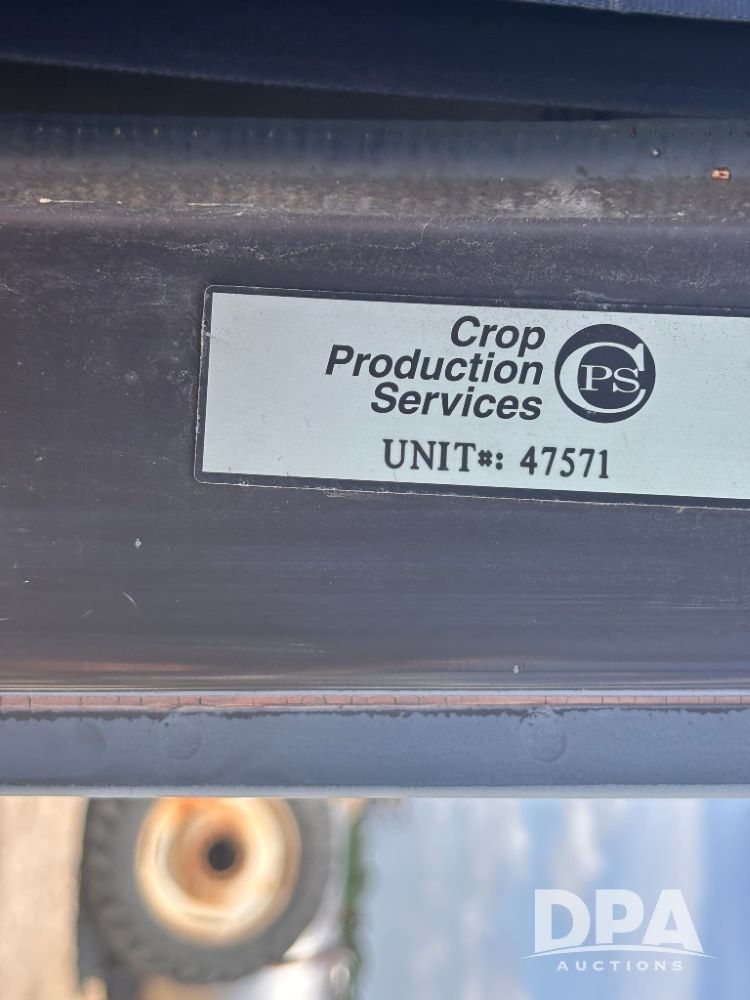 Crop
Production
Services
CPS
UNIT#: 47571
DPA
AUCTIONS